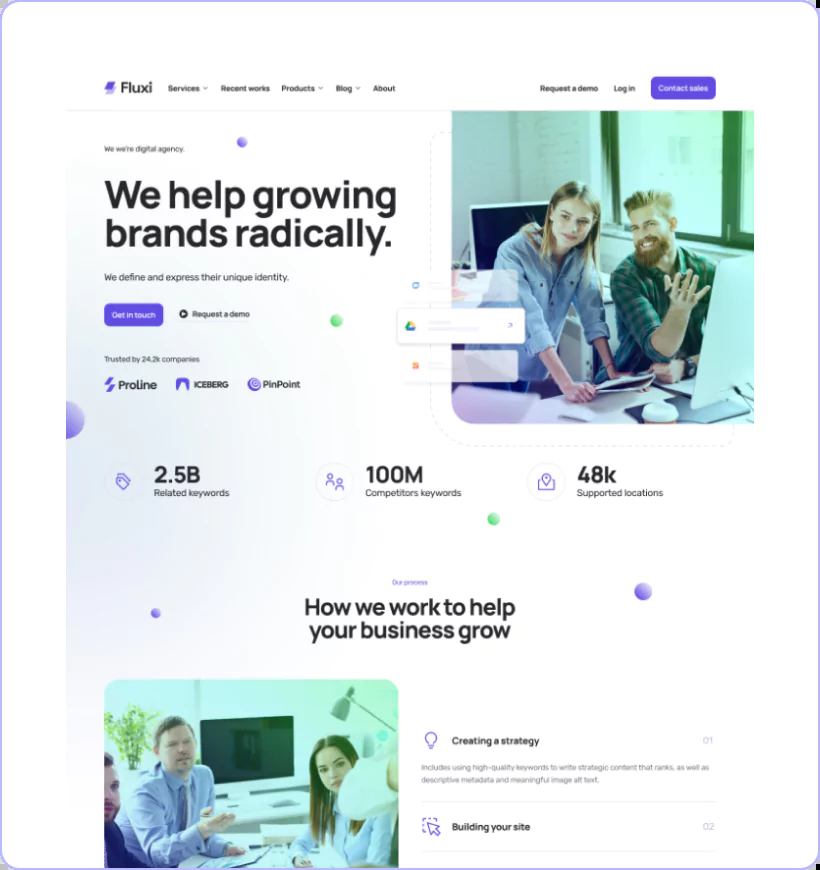 Fluxi
Services
Recent works
Products
Blog
About
Request a demo
Log in
Contact sales
We we're digital agency.
We help growing
brands radically.
We define and express their unique identity.
Get in touch
Request a demo
Trusted by 24,2k companies
Proline
ICEBERG
PinPoint
2.5B
Related keywords
100M
Competitors keywords
48k
Supported locations
Our process
How we work to help
your business grow
Creating a strategy
01
Includes using high-quality keywords to write strategic content that ranks, as well as
descriptive metadata and meaningful image alt text.
Building your site
02